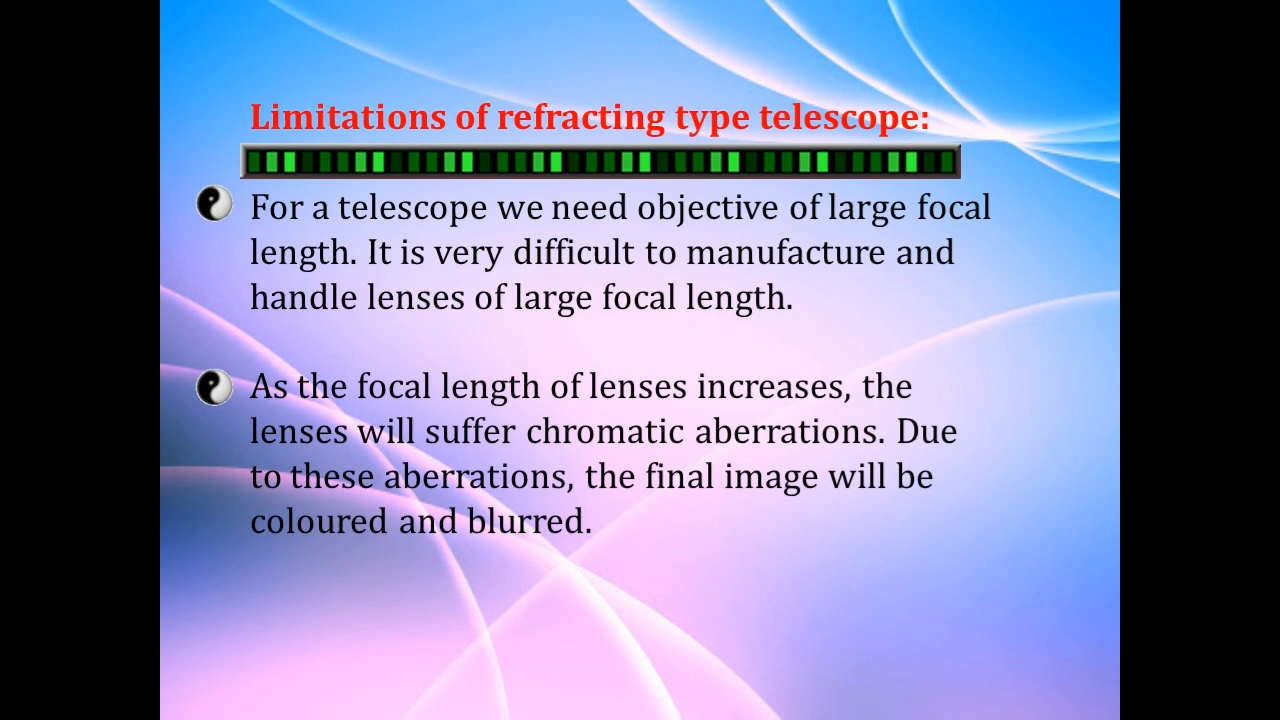 Limitations of refracting type telescope:
For a telescope we need objective of large focal
length. It is very difficult to manufacture and
handle lenses of large focal length.
As the focal length of lenses increases, the
lenses will suffer chromatic aberrations. Due
to these aberrations, the final image will be
coloured and blurred.